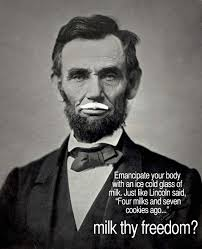 Emancipate your body
with an ice cold glass of
milk. Just like Lincoln said,
"Four milks and seven
cookies ago..."
milk thy freedom?